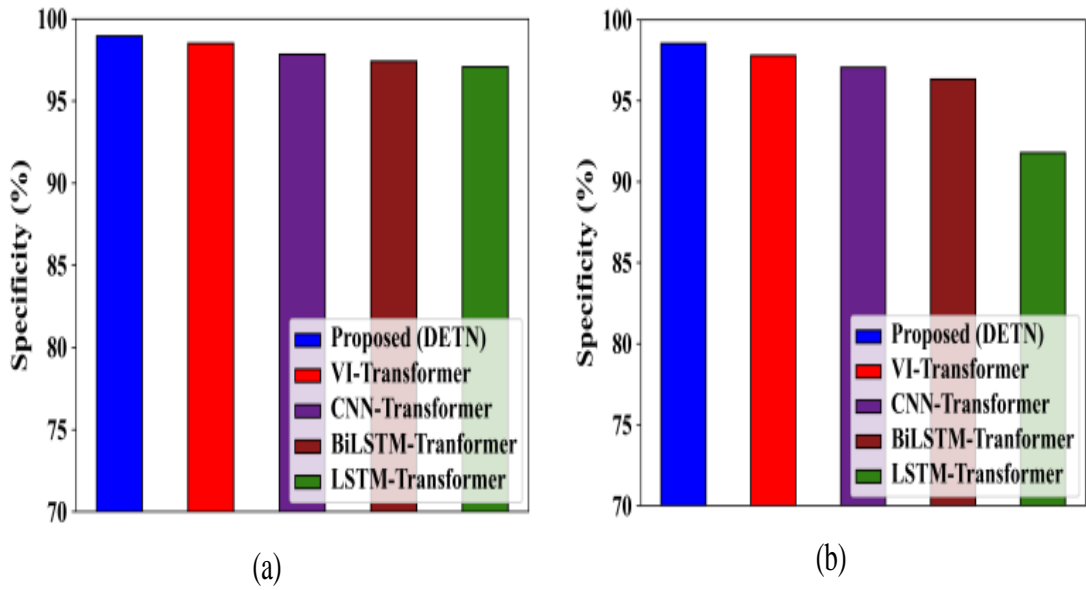 Specificity (%)
100
95
90
85
80
75
70
Proposed (DETN)
VI-Transformer
CNN-Transformer
BiLSTM-Tranformer
LSTM-Transformer
(a)
Specificity (%)
100
95
90
85
80
75
70
Proposed (DETN)
VI-Transformer
CNN-Transformer
BiLSTM-Tranformer
LSTM-Transformer
(b)